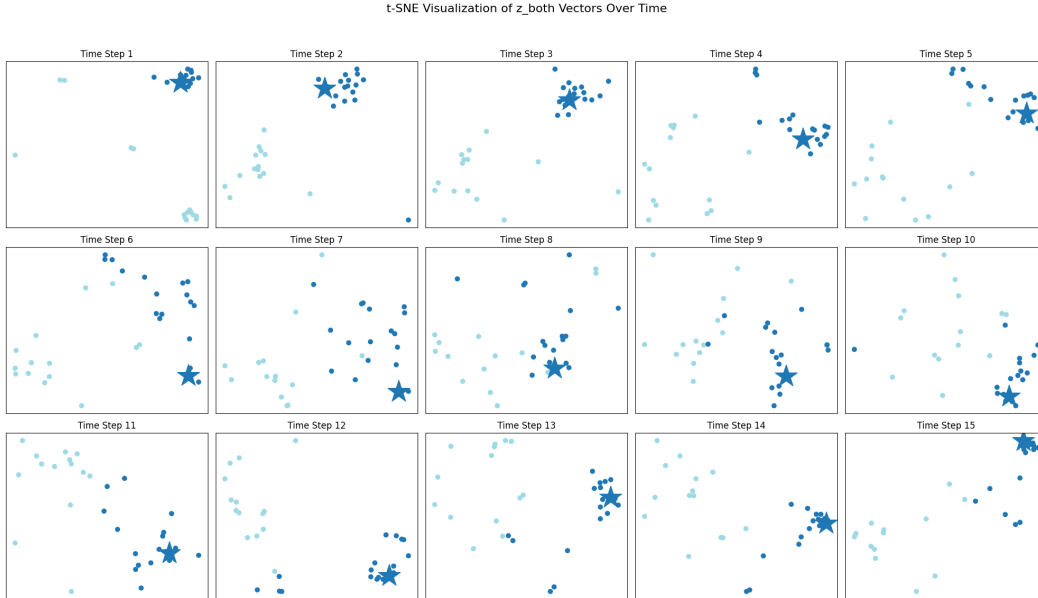 t-SNE Visualization of z_both Vectors Over Time
Time Step 1
Time Step 2
Time Step 3
Time Step 4
Time Step 5
Time Step 6
Time Step 7
Time Step 8
Time Step 9
Time Step 10
Time Step 11
Time Step 12
Time Step 13
Time Step 14
Time Step 15